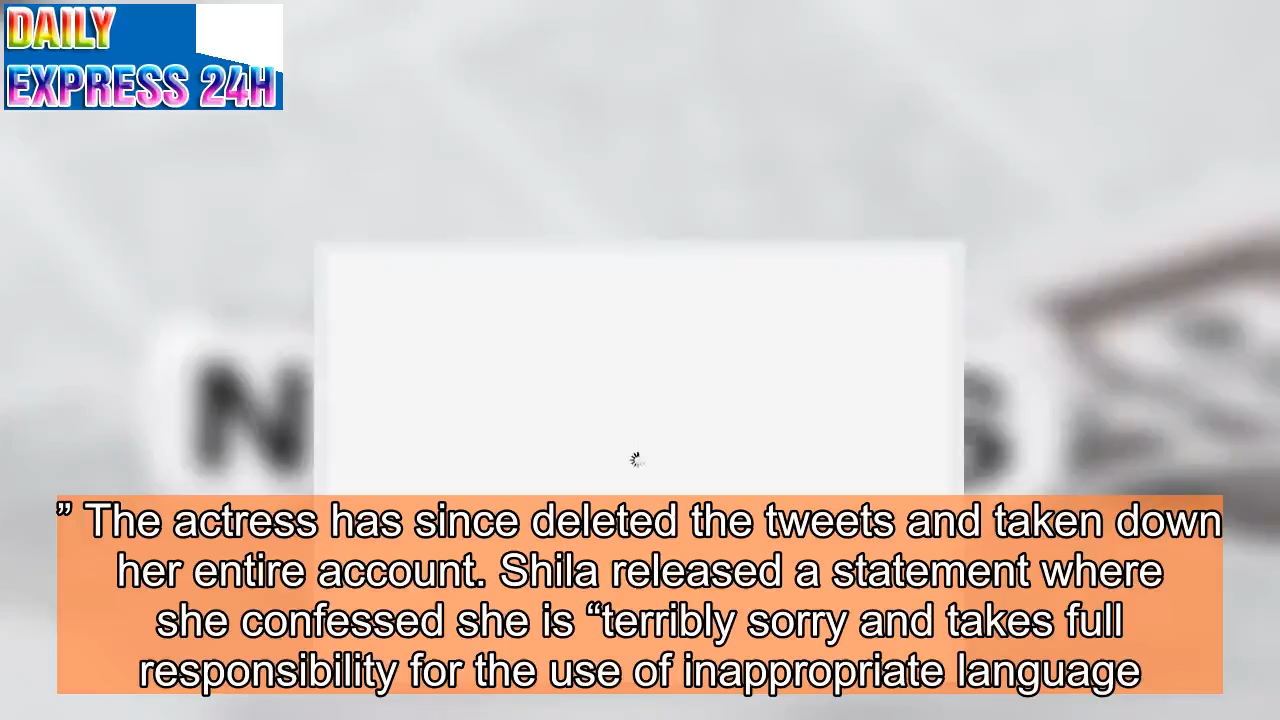 DAILY
EXPRESS 24H
N S
” The actress has since deleted the tweets and taken down
her entire account. Shila released a statement where
she confessed she is “terribly sorry and takes full
responsibility for the use of inappropriate language